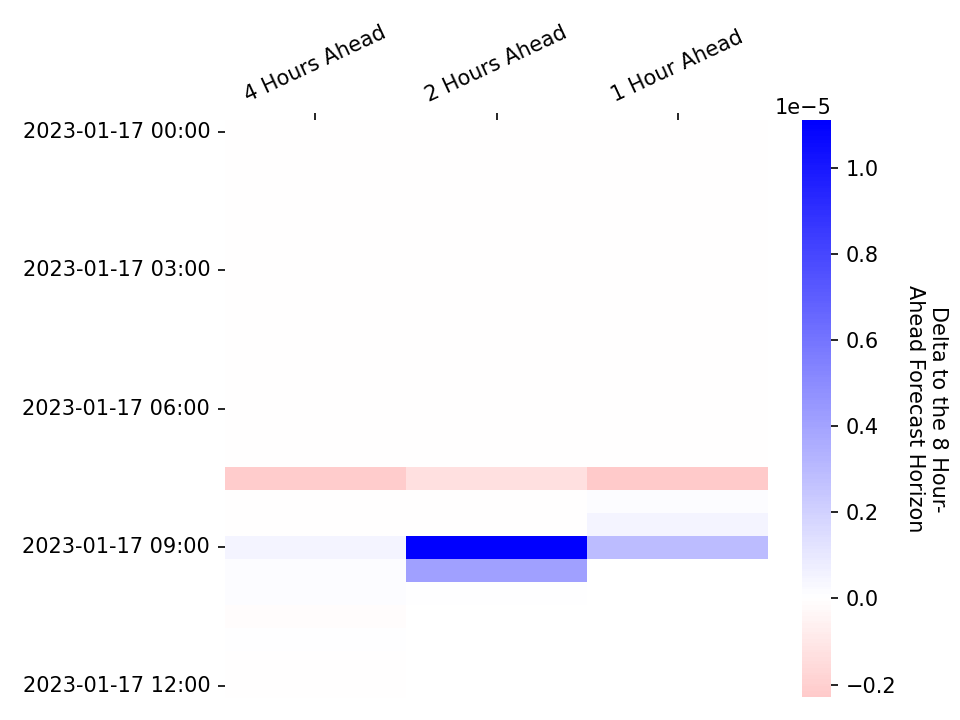 4 Hours Ahead
2 Hours Ahead
1 Hour Ahead
1e−5
2023-01-17 00:00
2023-01-17 03:00
2023-01-17 06:00
2023-01-17 09:00
2023-01-17 12:00
1.0
0.8
0.6
0.4
0.2
0.0
−0.2
Delta to the 8 Hour-
Ahead Forecast Horizon